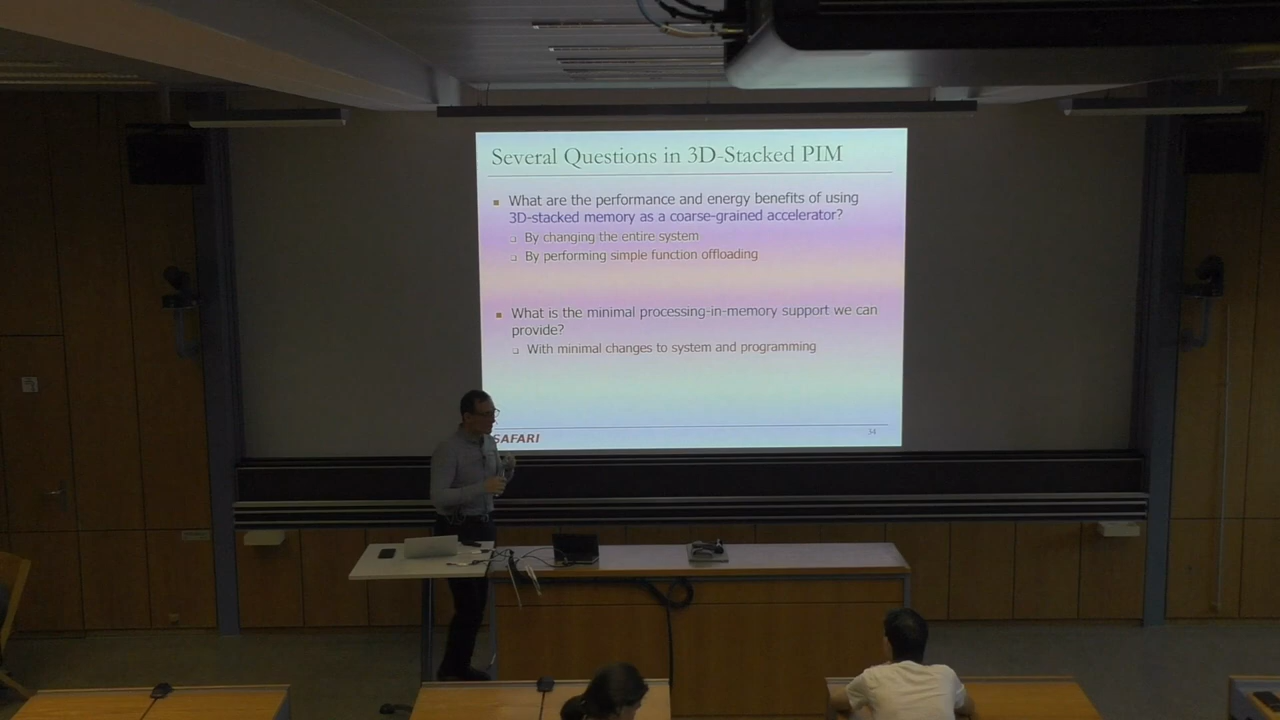 Several Questions in 3D-Stacked PIM
What are the performance and energy benefits of using
3D-stacked memory as a coarse-grained accelerator?
By changing the entire system
By performing simple function offloading
What is the minimal processing-in-memory support we can
provide?
With minimal changes to system and programming
SAFARI
34